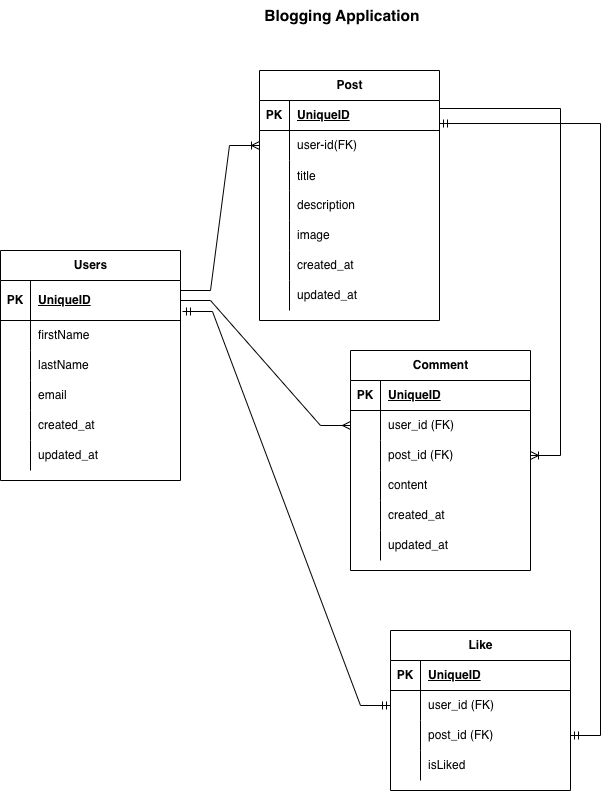 Blogging Application
Post
PK UniqueID
user-id(FK)
title
description
image
created_at
updated_at
Users
PK UniqueID
firstName
lastName
email
created_at
updated_at
Comment
PK UniqueID
user_id (FK)
post_id (FK)
content
created_at
updated_at
Like
PK UniqueID
user_id (FK)
post_id (FK)
isLiked